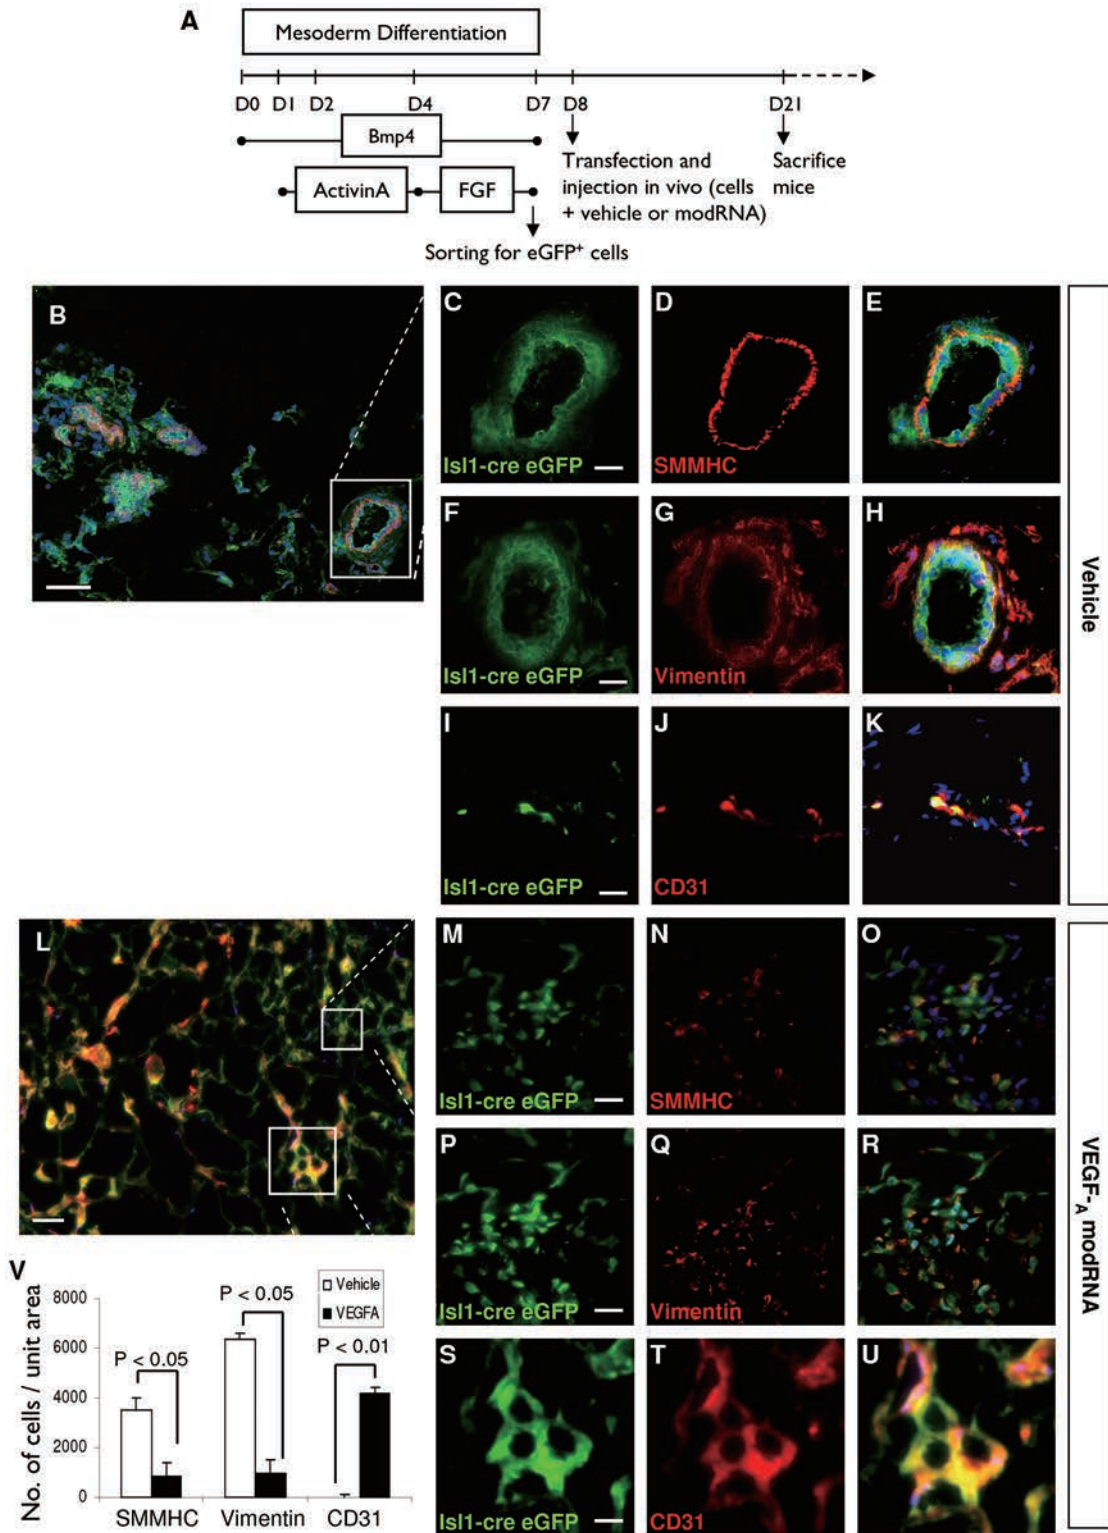 A
Mesoderm Differentiation
D0 D1 D2 D4 D7 D8 D21
Bmp4
ActivinA FGF
Transfection and
injection in vivo (cells
+ vehicle or modRNA)
Sacrifice
mice
Sorting for eGFP⁺ cells
B
C
Isl1-cre eGFP
D
SMMHC
E
F
Isl1-cre eGFP
G
Vimentin
H
I
Isl1-cre eGFP
J
CD31
K
Vehicle
L
M
Isl1-cre eGFP
N
SMMHC
O
P
Isl1-cre eGFP
Q
Vimentin
R
S
Isl1-cre eGFP
T
CD31
U
VEGF-A modRNA
V
No. of cells / unit area
8000
6000
4000
2000
0
Vehicle
VEGFA
P < 0.05
P < 0.05
P < 0.01
SMMHC Vimentin CD31